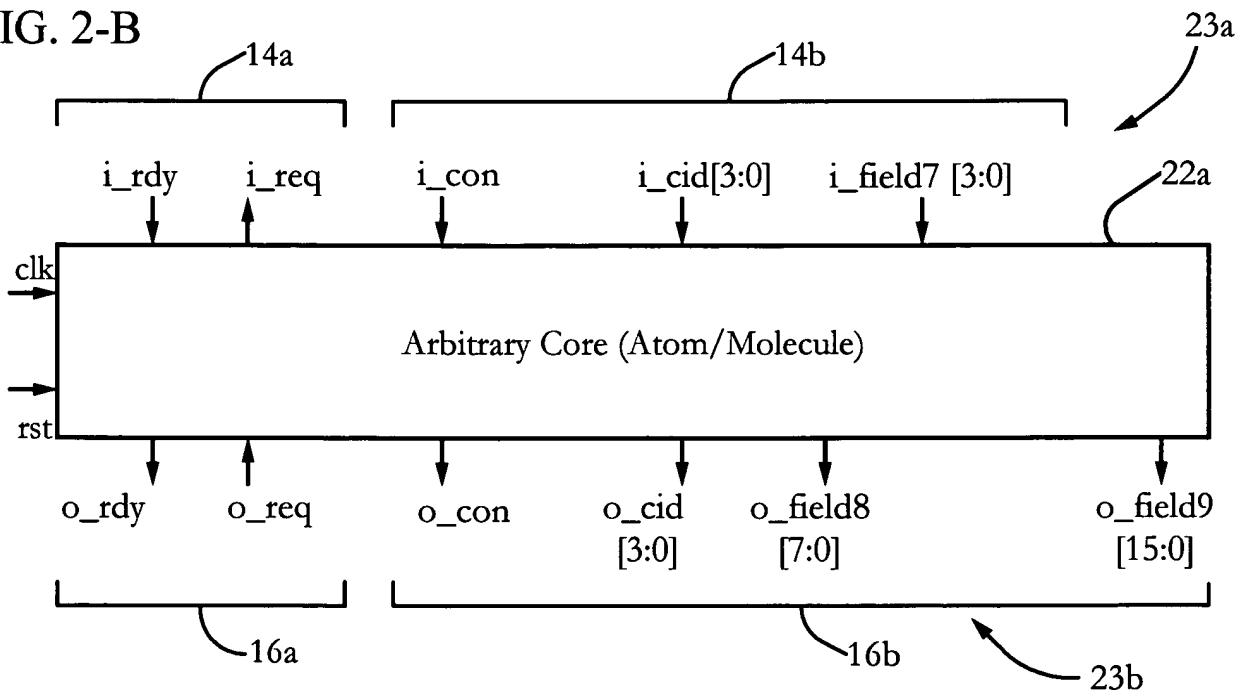 IG. 2-B
23a
14a
14b
i_rdy i_req i_con i_cid[3:0] i_field7 [3:0]
22a
clk
Arbitrary Core (Atom/Molecule)
rst
o_rdy o_req o_con o_cid o_field8 o_field9
[3:0] [7:0] [15:0]
16a
16b
23b